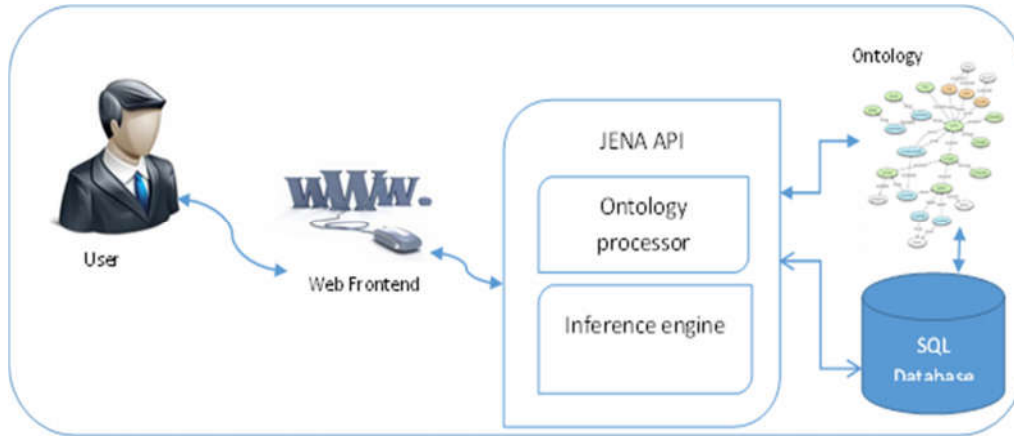 Ontology
JENA API
www.
Ontology
processor
User
Web Frontend
Inference engine
SQL
Database